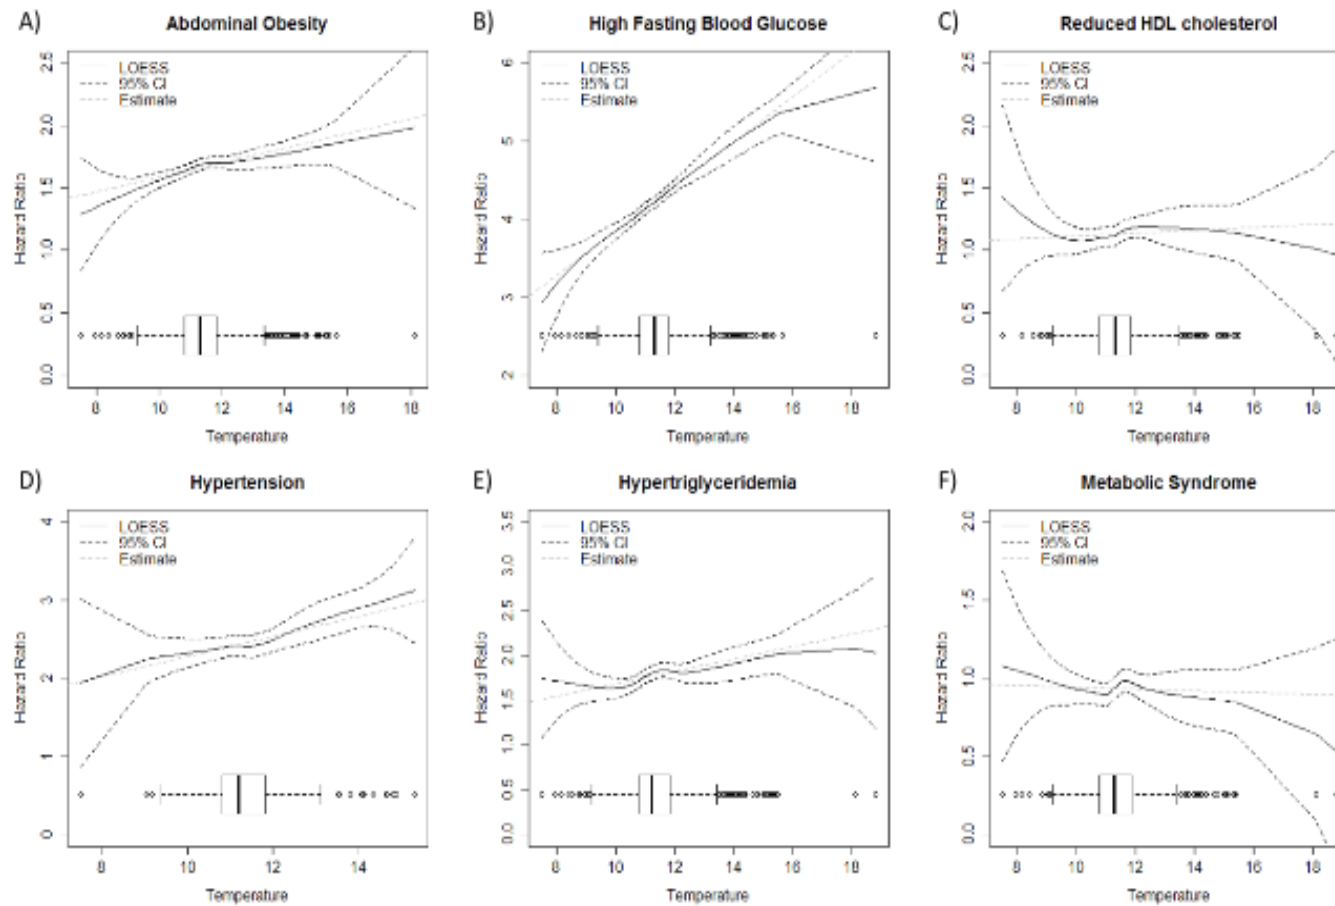 A) Abdominal Obesity
LOESS
95% CI
Estimate
Hazard Ratio
0.0 0.5 1.0 1.5 2.0 2.5
8 10 12 14 16 18
Temperature
B) High Fasting Blood Glucose
LOESS
95% CI
Estimate
Hazard Ratio
2 3 4 5 6
8 10 12 14 16 18
Temperature
C) Reduced HDL cholesterol
LOESS
95% CI
Estimate
Hazard Ratio
0.0 0.5 1.0 1.5 2.0 2.5
8 10 12 14 16 18
Temperature
D) Hypertension
LOESS
95% CI
Estimate
Hazard Ratio
0 1 2 3 4
8 10 12 14
Temperature
E) Hypertriglyceridemia
LOESS
95% CI
Estimate
Hazard Ratio
0.0 0.5 1.0 1.5 2.0 2.5 3.0 3.5
8 10 12 14 16 18
Temperature
F) Metabolic Syndrome
LOESS
95% CI
Estimate
Hazard Ratio
0.0 0.5 1.0 1.5 2.0
8 10 12 14 16 18
Temperature